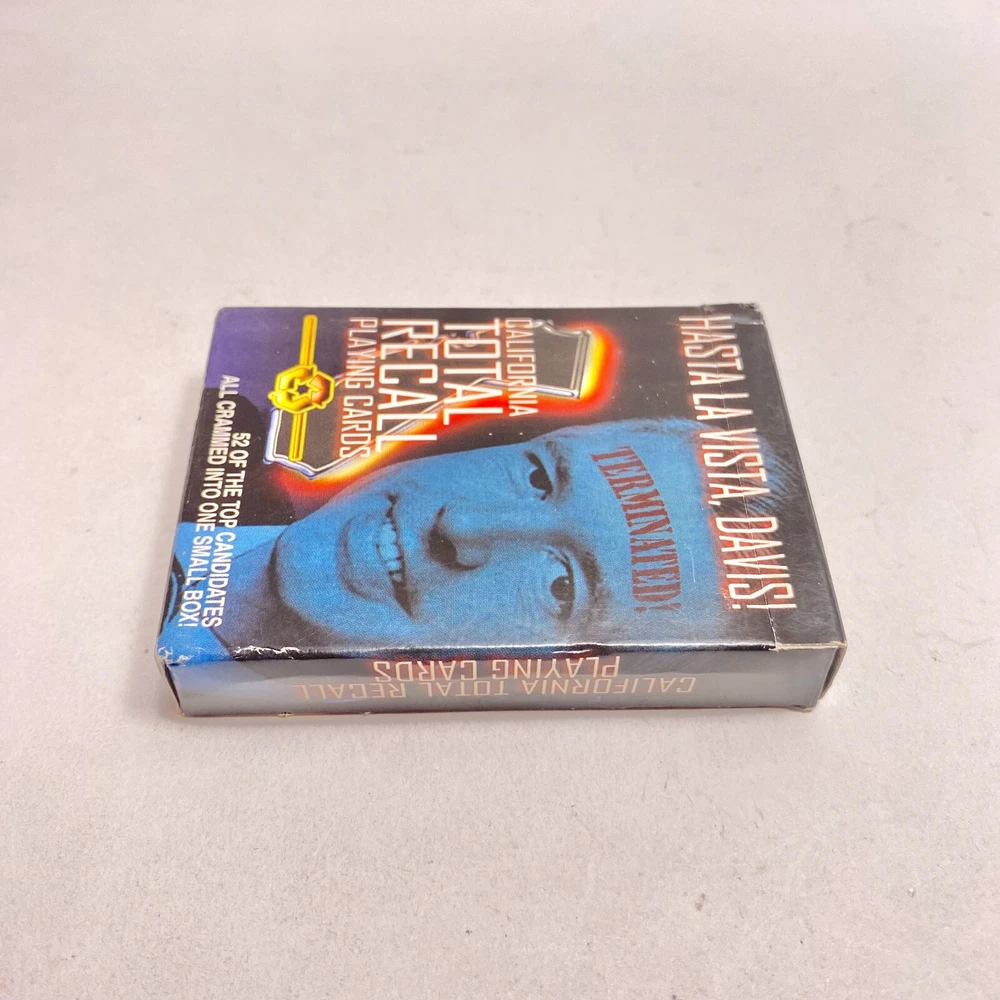 HASTA LA VISTA, DAVIS!
TERMINATED!
CALIFORNIA
TOTAL
RECALL
PLAYING CARDS
52 OF THE TOP CANDIDATES
ALL CRAMMED INTO ONE SMALL BOX!
CALIFORNIA TOTAL RECALL
PLAYING CARDS